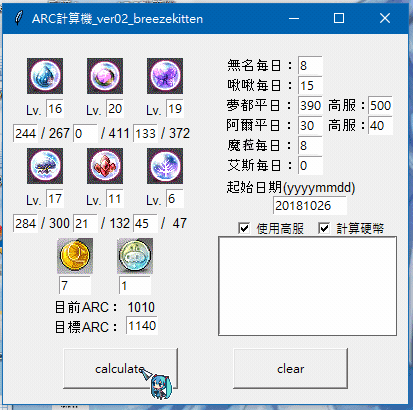 ARC計算機_ver02_breezekitten
Lv. 16 Lv. 20 Lv. 19
244 / 267 0 / 411 133 / 372
Lv. 17 Lv. 11 Lv. 6
284 / 300 21 / 132 45 / 47
7 1
目前ARC： 1010
目標ARC： 1140
calculate
無名每日： 8
啾啾每日： 15
夢都平日： 390 高服： 500
阿爾平日： 30 高服： 40
魔菈每日： 8
艾斯每日： 0
起始日期(yyyymmdd)
20181026
使用高服 計算硬幣
clear